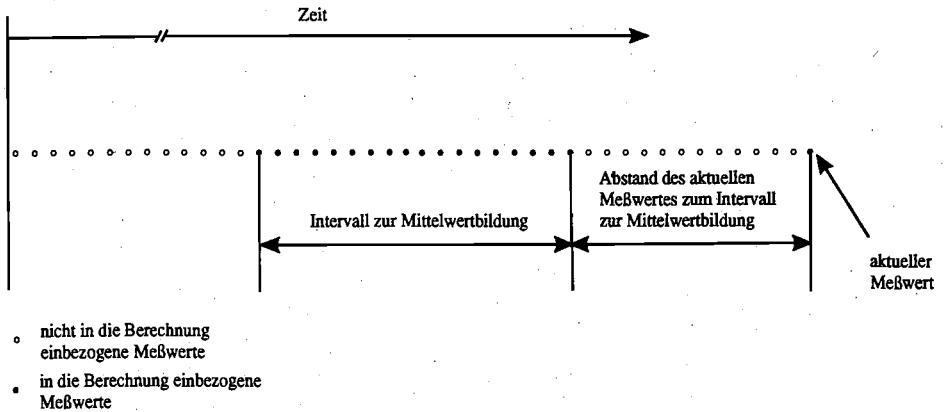 Zeit
Abstand des aktuellen
Meßwertes zum Intervall
zur Mittelwertbildung
Intervall zur Mittelwertbildung
aktueller
Meßwert
nicht in die Berechnung
einbezogene Meßwerte
in die Berechnung einbezogene
Meßwerte